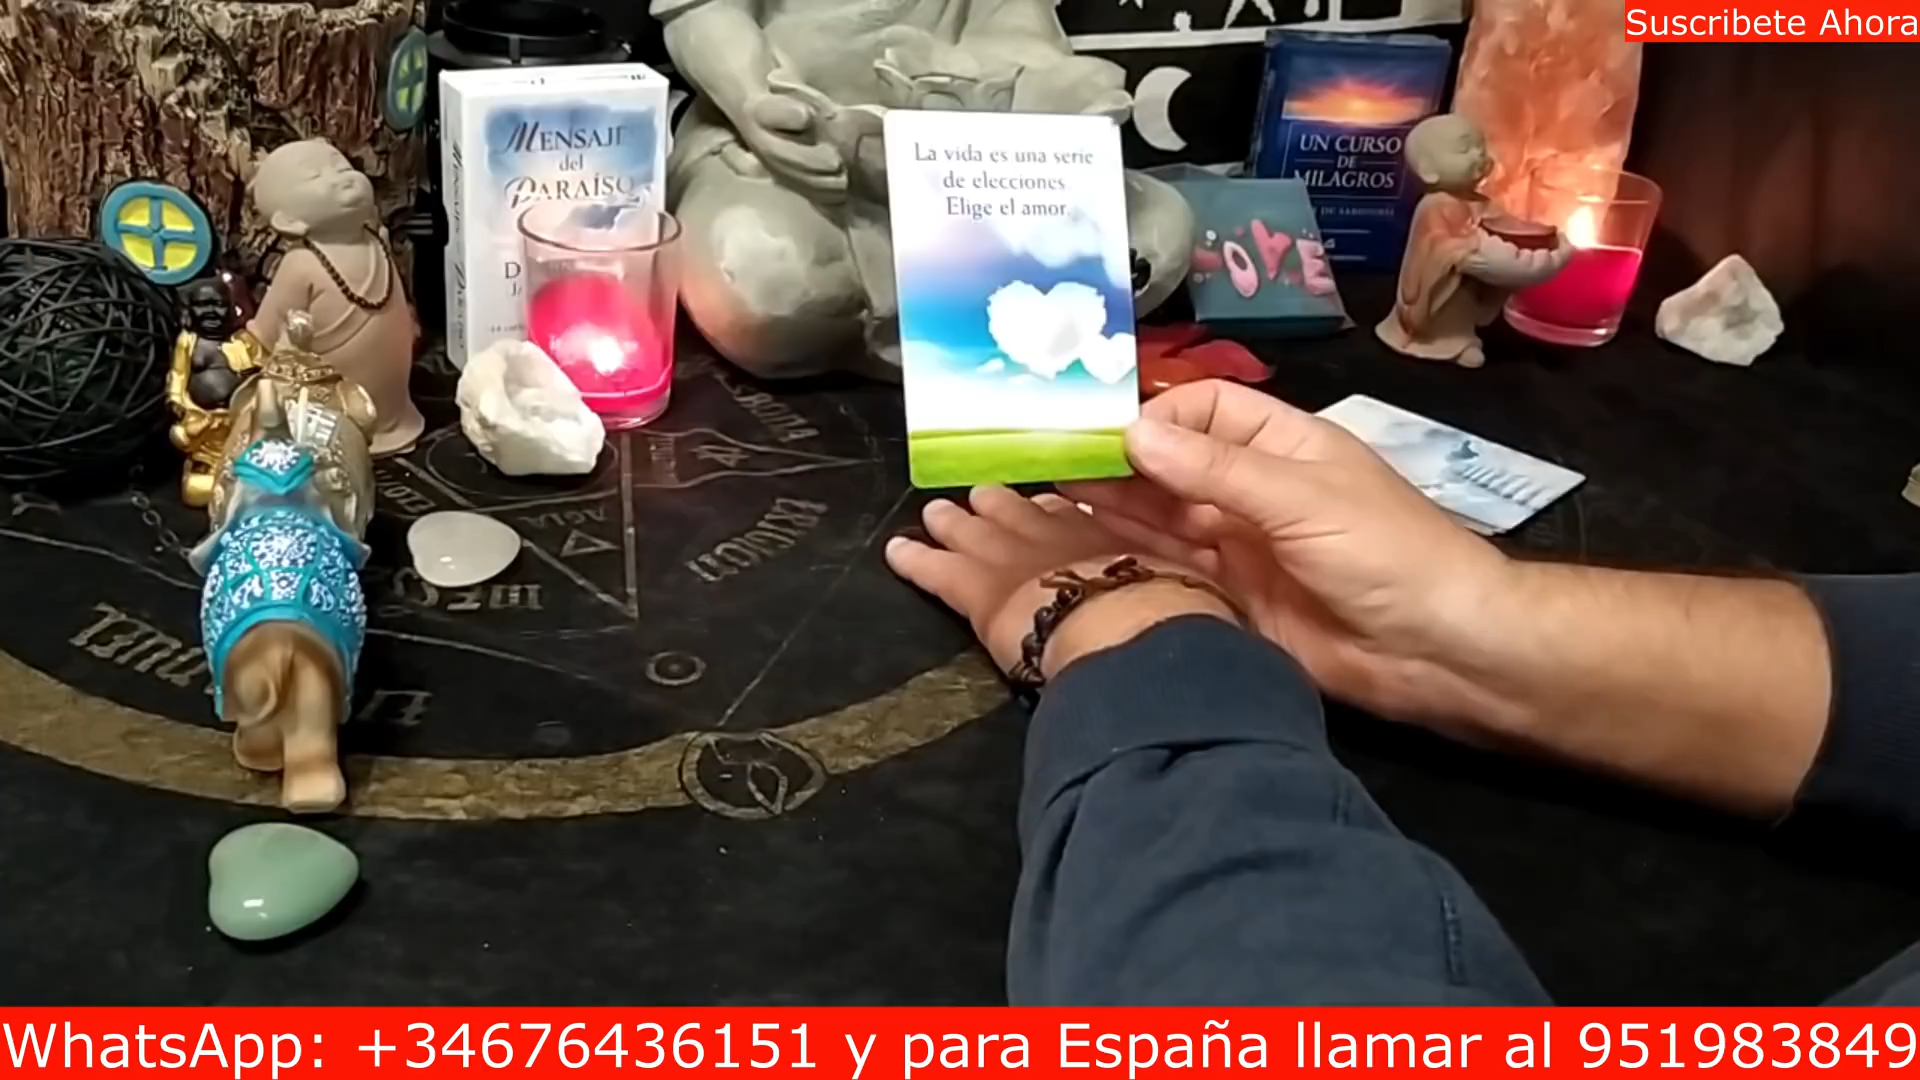 Suscribete Ahora
MENSAJE
del
PARAÍSO
UN CURSO
DE
MILAGROS
La vida es una serie
de elecciones
Elige el amor.
LOVE
AGLA
WhatsApp: +34676436151 y para España llamar al 951983849